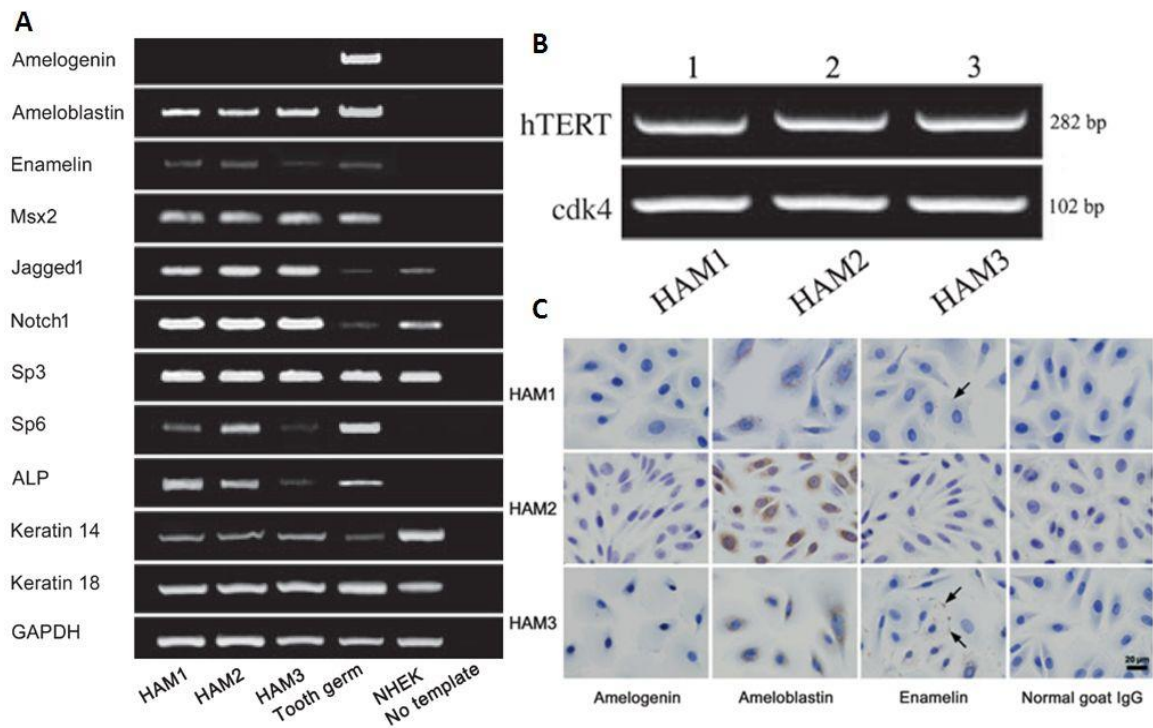 A
Amelogenin
Ameloblastin
Enamelin
Msx2
Jagged1
Notch1
Sp3
Sp6
ALP
Keratin 14
Keratin 18
GAPDH
HAM1 HAM2 HAM3 Tooth germ NHEK No template
B
1 2 3
hTERT 282 bp
cdk4 102 bp
HAM1 HAM2 HAM3
C
HAM1
HAM2
HAM3
20 µm
Amelogenin Ameloblastin Enamelin Normal goat IgG